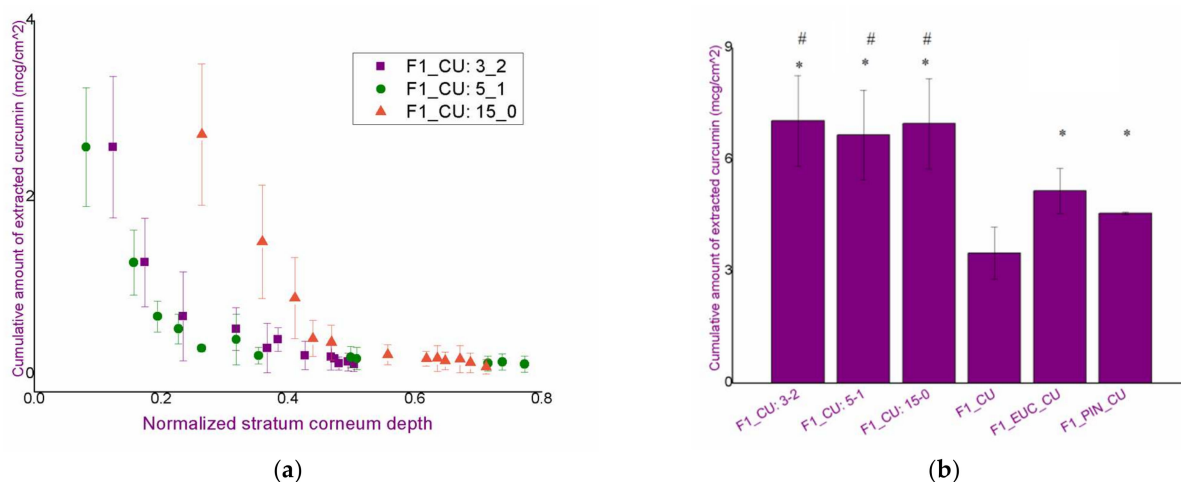 Cumulative amount of extracted curcumin (mcg/cm^2)
4
2
0
F1_CU: 3_2
F1_CU: 5_1
F1_CU: 15_0
0.0 0.2 0.4 0.6 0.8
Normalized stratum corneum depth
(a)
Cumulative amount of extracted curcumin (mcg/cm^2)
9
6
3
0
# # #
* * * * *
F1_CU: 3-2 F1_CU: 5-1 F1_CU: 15-0 F1_CU F1_EUC_CU F1_PIN_CU
(b)